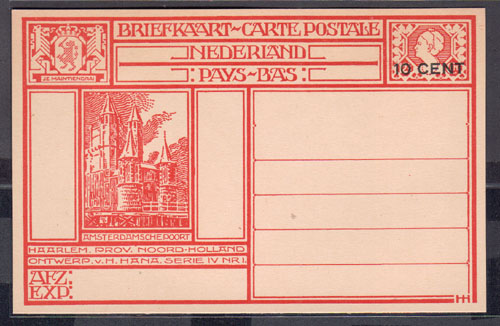 BRIEFKAART~CARTE POSTALE
NEDERLAND
PAYS~BAS
JE MAINTIENDRAI
10 CENT.
AMSTERDAMSCHE POORT
HAARLEM. PROV. NOORD-HOLLAND
ONTWERP. v. H. HANA. SERIE IV NR 1.
AFZ.
EXP:
HH